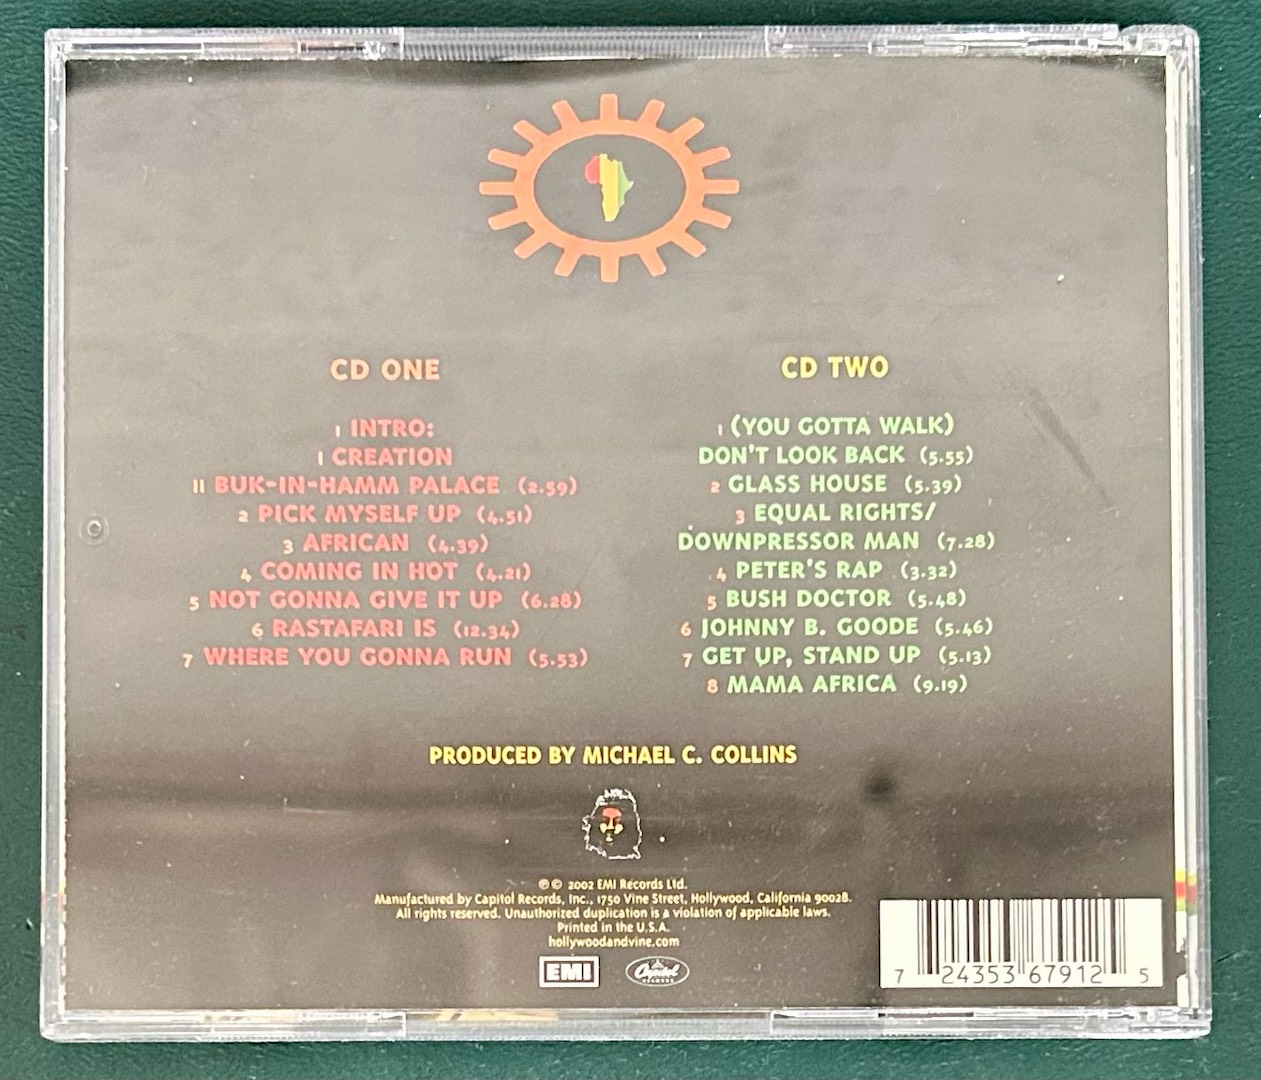 CD ONE
1 INTRO:
I CREATION
II BUK-IN-HAMM PALACE (2.59)
2 PICK MYSELF UP (4.51)
3 AFRICAN (4.39)
4 COMING IN HOT (4.21)
5 NOT GONNA GIVE IT UP (6.28)
6 RASTAFARI IS (12.34)
7 WHERE YOU GONNA RUN (5.53)
CD TWO
1 (YOU GOTTA WALK)
DON'T LOOK BACK (5.55)
2 GLASS HOUSE (5.39)
3 EQUAL RIGHTS/
DOWNPRESSOR MAN (7.28)
4 PETER'S RAP (3.32)
5 BUSH DOCTOR (5.48)
6 JOHNNY B. GOODE (5.46)
7 GET UP, STAND UP (5.13)
8 MAMA AFRICA (9.19)
PRODUCED BY MICHAEL C. COLLINS
℗ © 2002 EMI Records Ltd.
Manufactured by Capitol Records, Inc., 1750 Vine Street, Hollywood, California 90028.
All rights reserved. Unauthorized duplication is a violation of applicable laws.
Printed in the U.S.A.
hollywoodandvine.com
EMI
Capitol
RECORDS
7 24353 67912 5